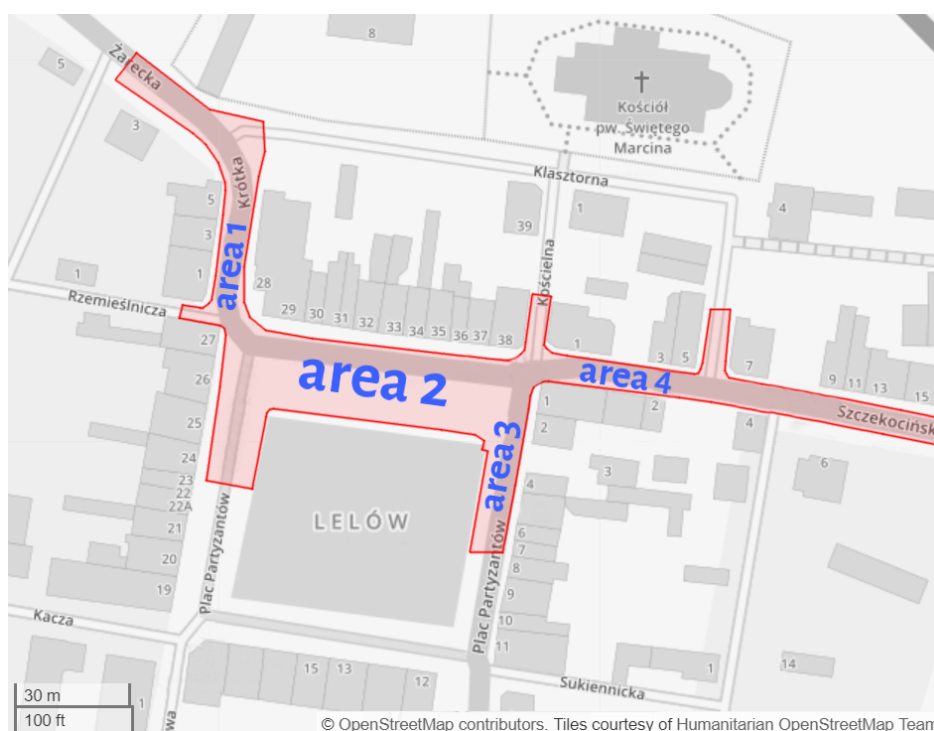 8
5
Żarecka
Kościół
pw. Świętego
Marcina
3
Klasztorna
Krótka
5
39
1
4
3
Kościelna
area 1
1
1
28
Rzemieślnicza
29
30
31
32
33
34
35
36
37
38
1
3
5
7
27
area 2
area 4
9
11
13
15
26
1
2
2
4
Szczekocińsk
25
area 3
24
3
6
23
4
22
22A
LELÓW
21
6
7
20
8
Plac Partyzantów
Plac Partyzantów
19
9
Kacza
10
11
15
13
12
1
14
Sukiennicka
1
30 m
100 ft
© OpenStreetMap contributors. Tiles courtesy of Humanitarian OpenStreetMap Team